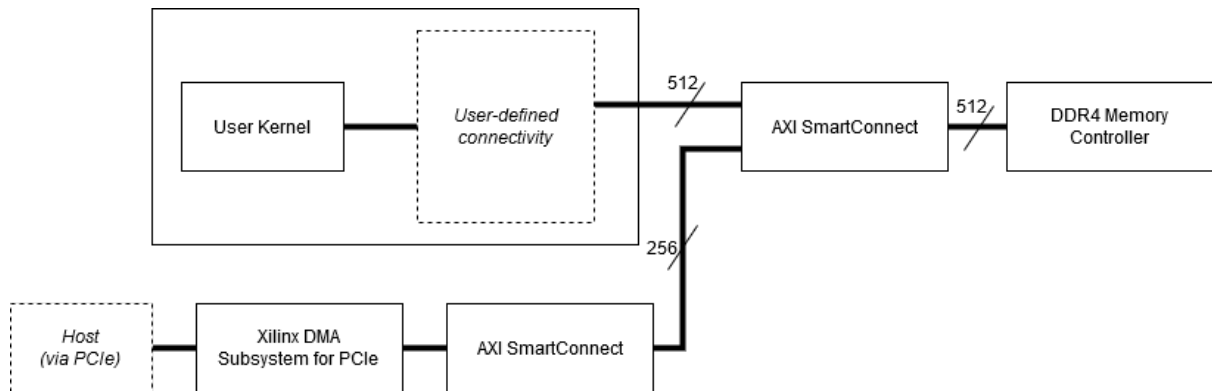 User Kernel
User-defined
connectivity
512
AXI SmartConnect
512
DDR4 Memory
Controller
256
Host
(via PCIe)
Xilinx DMA
Subsystem for PCIe
AXI SmartConnect